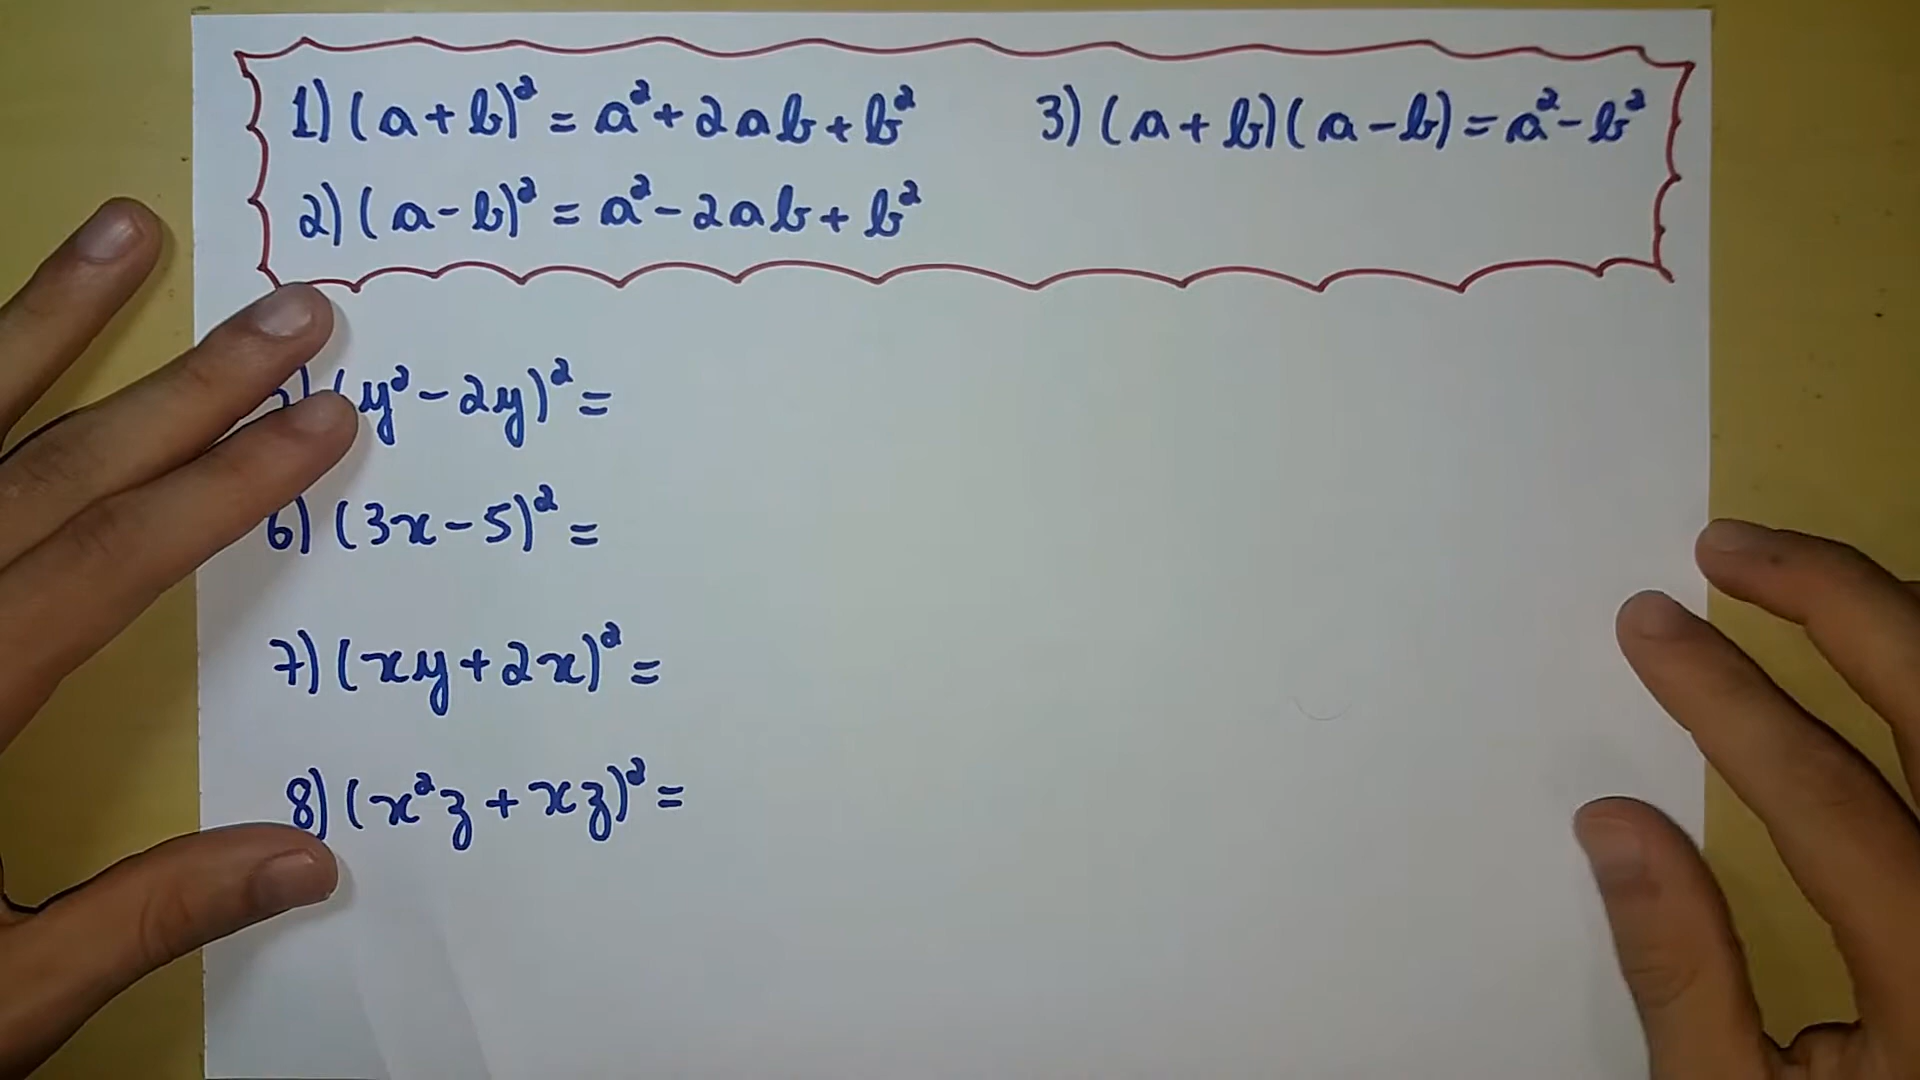 1) (a+b)² = a²+2ab+b²
3) (a+b)(a-b)=a²-b²
2) (a-b)² = a²-2ab+b²
(y²-2y)² =
6) (3x-5)² =
7) (xy+2x)² =
8) (x²z+xz)² =